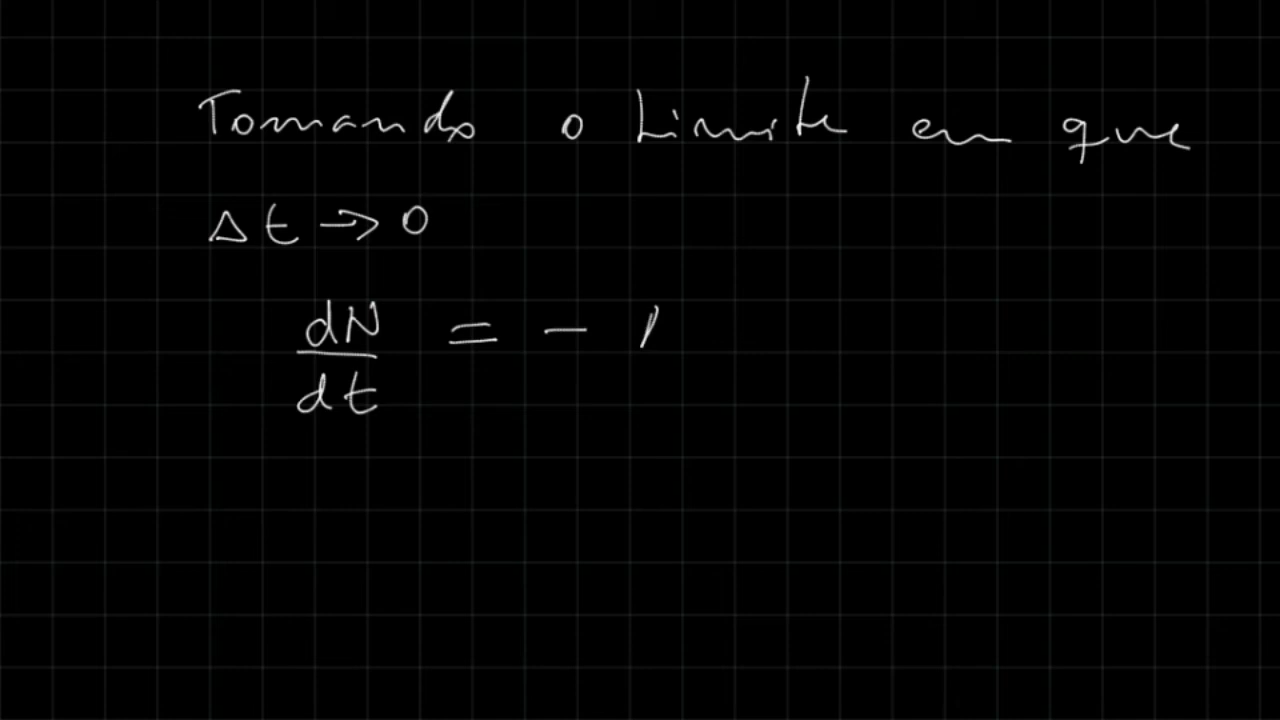 Tomando o Limite em que
Δt → 0
dN/dt = -